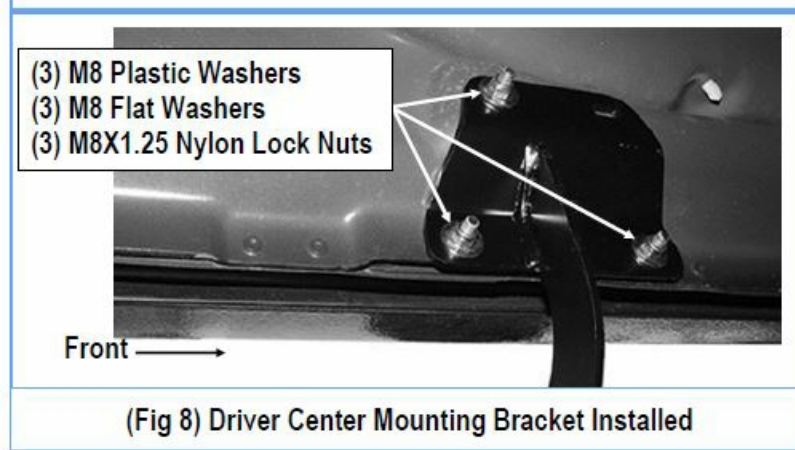 (3) M8 Plastic Washers
(3) M8 Flat Washers
(3) M8X1.25 Nylon Lock Nuts
Front
(Fig 8) Driver Center Mounting Bracket Installed